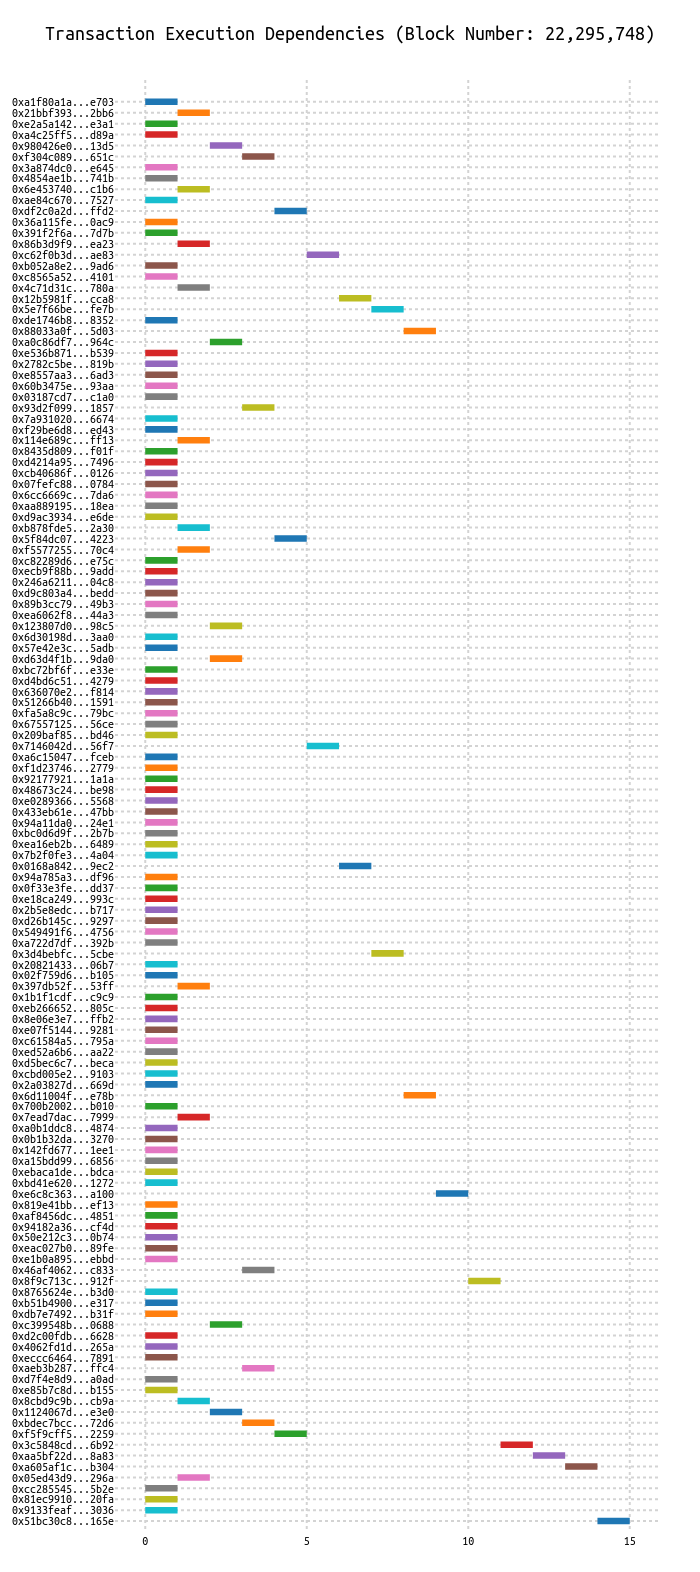 Transaction Execution Dependencies (Block Number: 22,295,748)
0xa1f80a1a...e703
0x21bbf393...2bb6
0xe2a5a142...e3a1
0xa4c25ff5...d89a
0x980426e0...13d5
0xf304c089...651c
0x3a874dc0...e645
0x4854ae1b...741b
0x6e453740...c1b6
0xae84c670...7527
0xdf2c0a2d...ffd2
0x36a115fe...0ac9
0x391f2f6a...7d7b
0x86b3d9f9...ea23
0xc62f0b3d...ae83
0xb052a8e2...9ad6
0xc8565a52...4101
0x4c71d31c...780a
0x12b5981f...cca8
0x5e7f66be...fe7b
0xde1746b8...8352
0x88033a0f...5d03
0xa0c86df7...964c
0xe536b871...b539
0x2782c5be...819b
0xe8557aa3...6ad3
0x60b3475e...93aa
0x03187cd7...c1a0
0x93d2f099...1857
0x7a931020...6674
0xf29be6d8...ed43
0x114e689c...ff13
0x8435d809...f01f
0xd4214a95...7496
0xcb40686f...0126
0x07fefc88...0784
0x6cc6669c...7da6
0xaa889195...18ea
0xd9ac3934...e6de
0xb878fde5...2a30
0x5f84dc07...4223
0xf5577255...70c4
0xc82289d6...e75c
0xecb9f88b...9add
0x246a6211...04c8
0xd9c803a4...bedd
0x89b3cc79...49b3
0xea6062f8...44a3
0x123807d0...98c5
0x6d30198d...3aa0
0x57e42e3c...5adb
0xd63d4f1b...9da0
0xbc72bf6f...e33e
0xd4bd6c51...4279
0x636070e2...f814
0x51266b40...1591
0xfa5a8c9c...79bc
0x67557125...56ce
0x209baf85...bd46
0x7146042d...56f7
0xa6c15047...fceb
0xf1d23746...2779
0x92177921...1a1a
0x48673c24...be98
0xe0289366...5568
0x433eb61e...47bb
0x94a11da0...24e1
0xbc0d6d9f...2b7b
0xea16eb2b...6489
0x7b2f0fe3...4a04
0x0168a842...9ec2
0x94a785a3...df96
0x0f33e3fe...dd37
0xe18ca249...993c
0x2b5e8edc...b717
0xd26b145c...9297
0x549491f6...4756
0xa722d7df...392b
0x3d4bebfc...5cbe
0x20821433...06b7
0x02f759d6...b105
0x397db52f...53ff
0x1b1f1cdf...c9c9
0xeb266652...805c
0x8e06e3e7...ffb2
0xe07f5144...9281
0xc61584a5...795a
0xed52a6b6...aa22
0xd5bec6c7...beca
0xcbd005e2...9103
0x2a03827d...669d
0x6d11004f...e78b
0x700b2002...b010
0x7ead7dac...7999
0xa0b1ddc8...4874
0x0b1b32da...3270
0x142fd677...1ee1
0xa15bdd99...6856
0xebaca1de...bdca
0xbd41e620...1272
0xe6c8c363...a100
0x819e41bb...ef13
0xaf8456dc...4851
0x94182a36...cf4d
0x50e212c3...0b74
0xeac027b0...89fe
0xe1b0a895...ebbd
0x46af4062...c833
0x8f9c713c...912f
0x8765624e...b3d0
0xb51b4900...e317
0xdb7e7492...b31f
0xc399548b...0688
0xd2c00fdb...6628
0x4062fd1d...265a
0xeccc6464...7891
0xaeb3b287...ffc4
0xd7f4e8d9...a0ad
0xe85b7c8d...b155
0x8cbd9c9b...cb9a
0x1124067d...e3e0
0xbdec7bcc...72d6
0xf5f9cff5...2259
0x3c5848cd...6b92
0xaa5bf22d...8a83
0xa605af1c...b304
0x05ed43d9...296a
0xcc285545...5b2e
0x81ec9910...20fa
0x9133feaf...3036
0x51bc30c8...165e
0 5 10 15